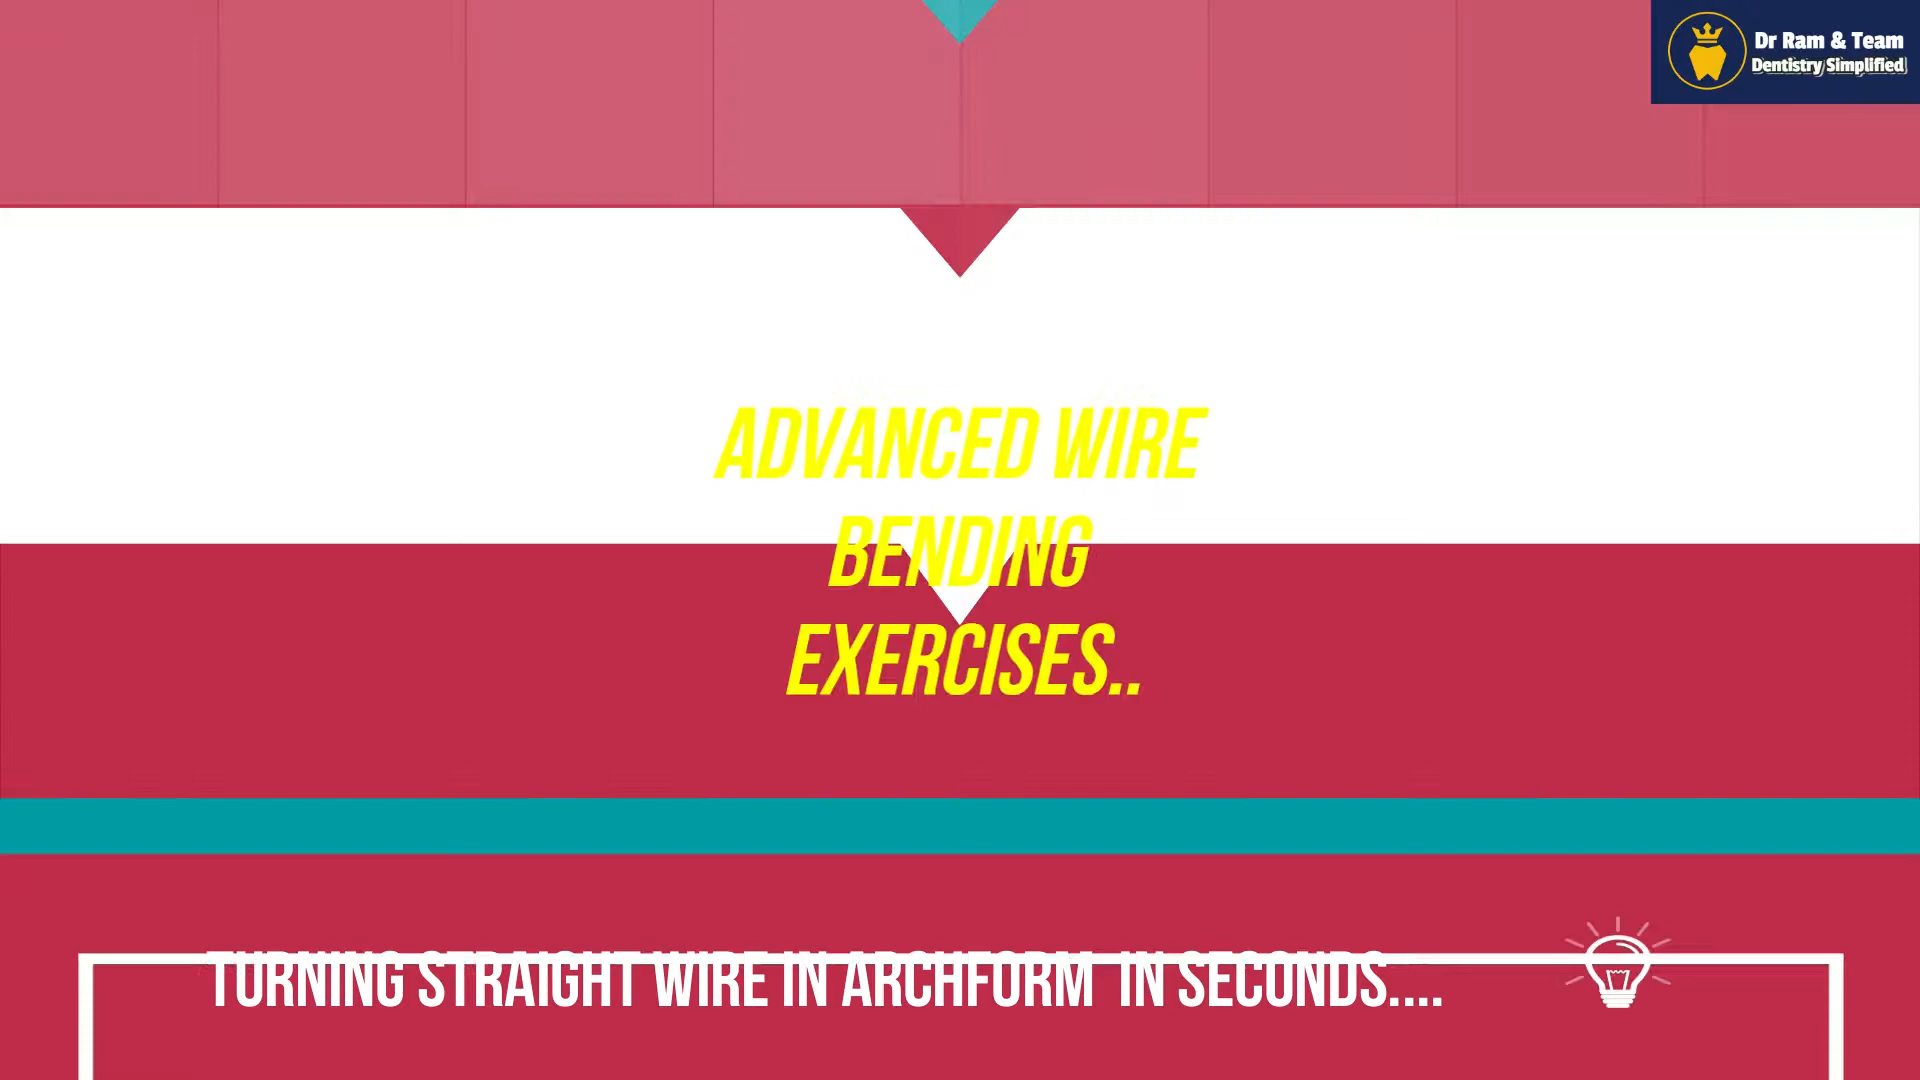 Dr Ram & Team
Dentistry Simplified
ADVANCED WIRE
BENDING
EXERCISES..
TURNING STRAIGHT WIRE IN ARCHFORM IN SECONDS....